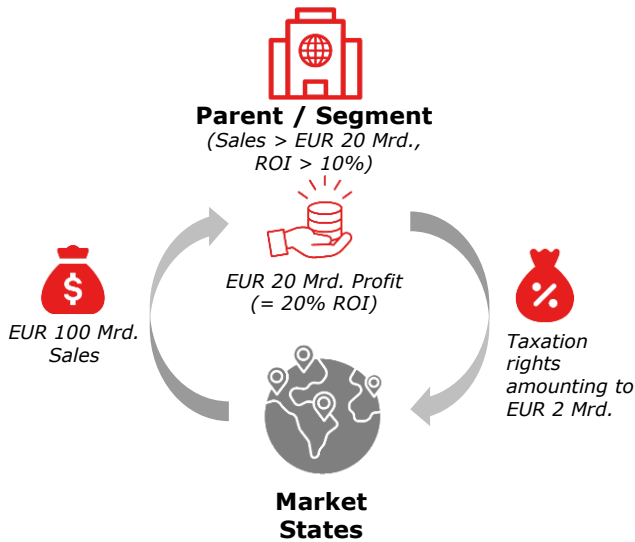 Parent / Segment
(Sales > EUR 20 Mrd.,
ROI > 10%)
EUR 20 Mrd. Profit
(= 20% ROI)
$
EUR 100 Mrd.
Sales
%
Taxation
rights
amounting to
EUR 2 Mrd.
Market
States